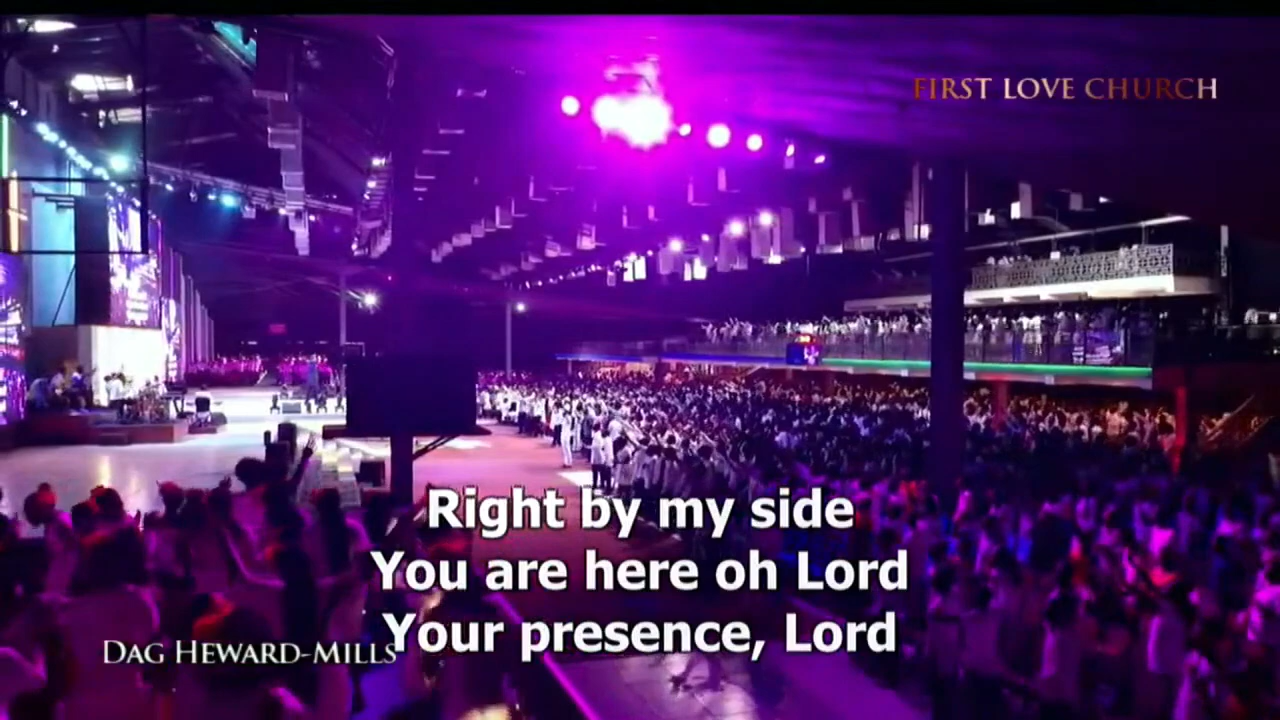 FIRST LOVE CHURCH
Right by my side
You are here oh Lord
Your presence, Lord
DAG HEWARD-MILLS